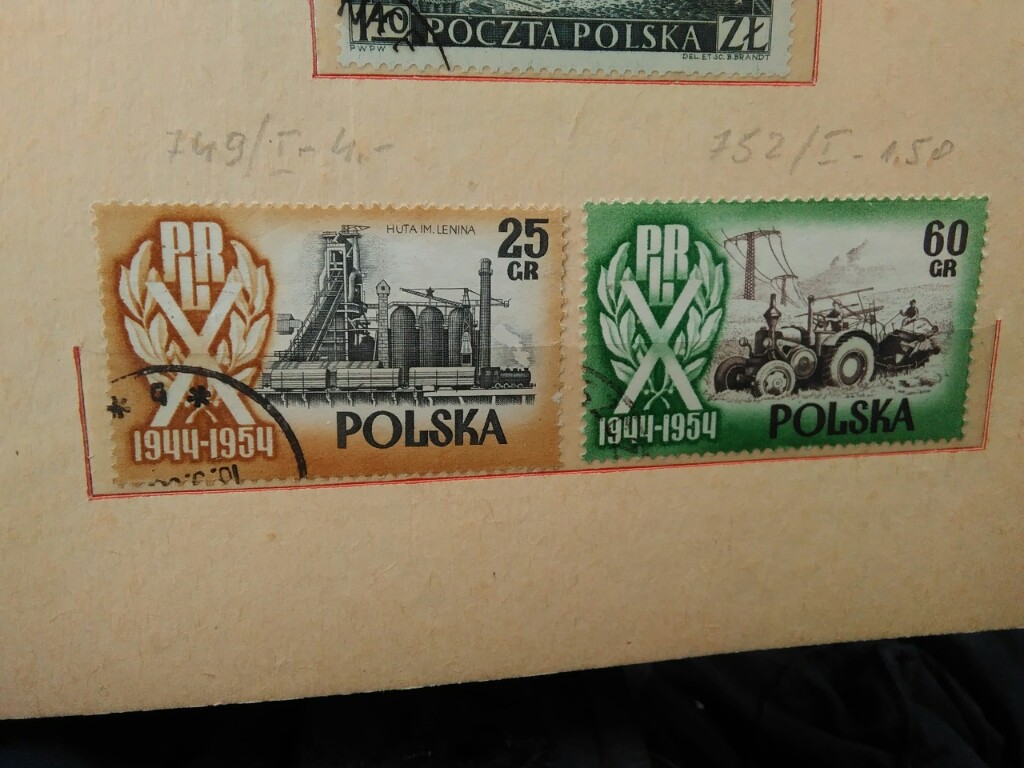 POCZTA POLSKA ZŁ
PWPW DEL. ET SC. B. BRANDT
749/I - 4.-
752/I - 1.50
PRL
HUTA IM. LENINA
25
GR
X
1944-1954
POLSKA
PRL
60
GR
X
1944-1954
POLSKA